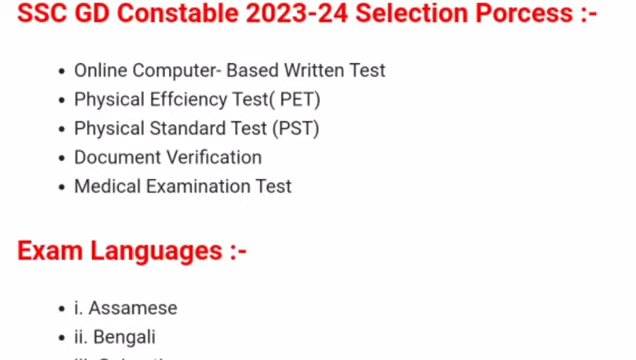 SSC GD Constable 2023-24 Selection Porcess :-
• Online Computer- Based Written Test
• Physical Effciency Test( PET)
• Physical Standard Test (PST)
• Document Verification
• Medical Examination Test
Exam Languages :-
• i. Assamese
• ii. Bengali